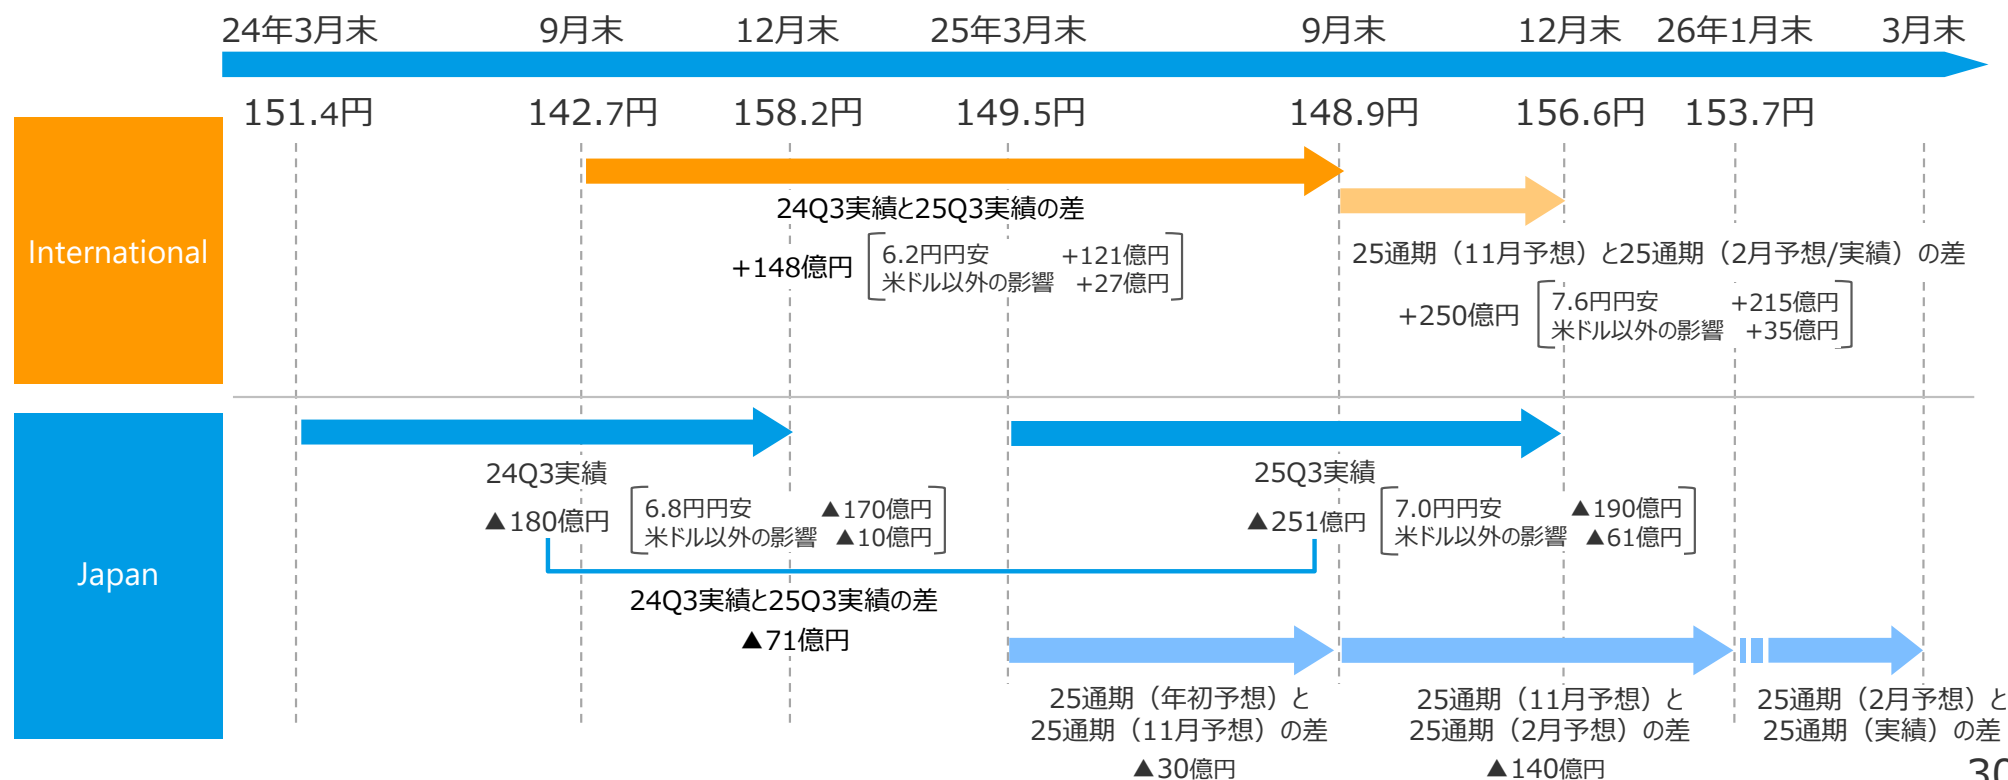 24年3月末 9月末 12月末 25年3月末 9月末 12月末 26年1月末 3月末
151.4円 142.7円 158.2円 149.5円 148.9円 156.6円 153.7円
International
24Q3実績と25Q3実績の差
+148億円
6.2円円安 +121億円
米ドル以外の影響 +27億円
25通期（11月予想）と25通期（2月予想/実績）の差
+250億円
7.6円円安 +215億円
米ドル以外の影響 +35億円
Japan
24Q3実績
▲180億円
6.8円円安 ▲170億円
米ドル以外の影響 ▲10億円
25Q3実績
▲251億円
7.0円円安 ▲190億円
米ドル以外の影響 ▲61億円
24Q3実績と25Q3実績の差
▲71億円
25通期（年初予想）と
25通期（11月予想）の差
▲30億円
25通期（11月予想）と
25通期（2月予想）の差
▲140億円
25通期（2月予想）と
25通期（実績）の差
30